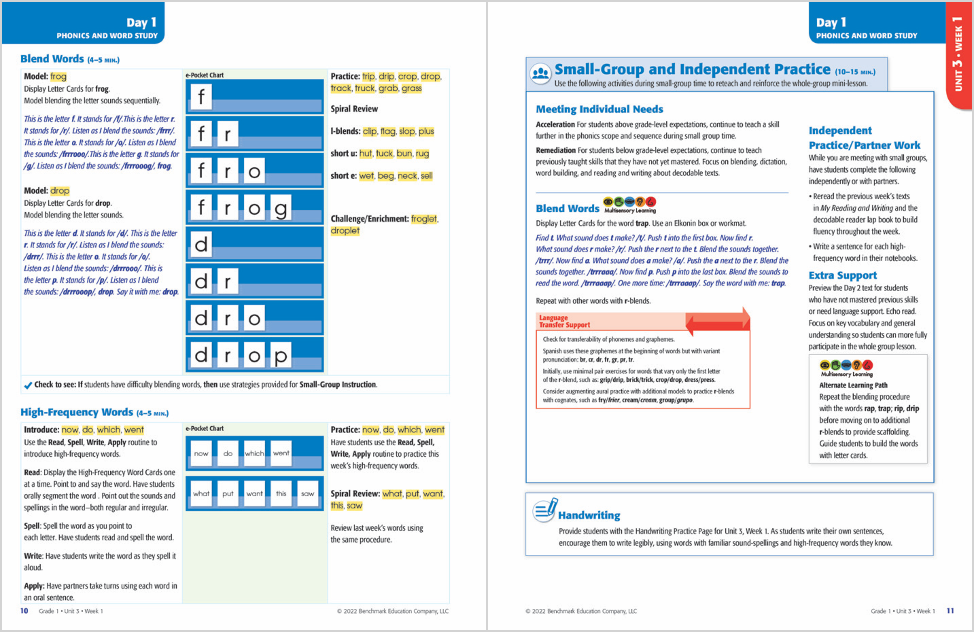 Day 1
PHONICS AND WORD STUDY
Blend Words (4–5 MIN.)
Model: frog
Display Letter Cards for frog.
Model blending the letter sounds sequentially.
This is the letter f. It stands for /f/.This is the letter r.
It stands for /r/. Listen as I blend the sounds: /frrr/.
This is the letter o. It stands for /o/. Listen as I blend
the sounds: /frrrooo/.This is the letter g. It stands for
/g/. Listen as I blend the sounds: /frrrooog/, frog.
Model: drop
Display Letter Cards for drop.
Model blending the letter sounds.
This is the letter d. It stands for /d/. This is the letter
r. It stands for /r/. Listen as I blend the sounds:
/drrr/. This is the letter o. It stands for /o/.
Listen as I blend the sounds: /drrrooo/. This is
the letter p. It stands for /p/. Listen as I blend
the sounds: /drrrooop/, drop. Say it with me: drop.
e-Pocket Chart
f
f r
f r o
f r o g
d
d r
d r o
d r o p
Practice: trip, drip, crop, drop,
track, truck, grab, grass
Spiral Review
l-blends: clip, flag, slop, plus
short u: hut, tuck, bun, rug
short e: wet, beg, neck, sell
Challenge/Enrichment: froglet,
droplet
✓ Check to see: If students have difficulty blending words, then use strategies provided for Small-Group Instruction.
High-Frequency Words (4–5 MIN.)
Introduce: now, do, which, went
Use the Read, Spell, Write, Apply routine to
introduce high-frequency words.
Read: Display the High-Frequency Word Cards one
at a time. Point to and say the word. Have students
orally segment the word . Point out the sounds and
spellings in the word–both regular and irregular.
Spell: Spell the word as you point to
each letter. Have students read and spell the word.
Write: Have students write the word as they spell it
aloud.
Apply: Have partners take turns using each word in
an oral sentence.
e-Pocket Chart
now do which went
what put want this saw
Practice: now, do, which, went
Have students use the Read, Spell,
Write, Apply routine to practice this
week's high-frequency words.
Spiral Review: what, put, want,
this, saw
Review last week's words using
the same procedure.
10 Grade 1 • Unit 3 • Week 1
© 2022 Benchmark Education Company, LLC
Day 1
PHONICS AND WORD STUDY
UNIT 3 • WEEK 1
Small-Group and Independent Practice (10–15 MIN.)
Use the following activities during small-group time to reteach and reinforce the whole-group mini-lesson.
Meeting Individual Needs
Acceleration For students above grade-level expectations, continue to teach a skill
further in the phonics scope and sequence during small group time.
Remediation For students below grade-level expectations, continue to teach
previously taught skills that they have not yet mastered. Focus on blending, dictation,
word building, and reading and writing about decodable texts.
Blend Words
Multisensory Learning
Display Letter Cards for the word trap. Use an Elkonin box or workmat.
Find t. What sound does t make? /t/. Push t into the first box. Now find r.
What sound does r make? /r/. Push the r next to the t. Blend the sounds together.
/trrr/. Now find a. What sound does a make? /a/. Push the a next to the r. Blend the
sounds together. /trrraaa/. Now find p. Push p into the last box. Blend the sounds to
read the word. /trrraaap/. One more time: /trrraaap/. Say the word with me: trap.
Repeat with other words with r-blends.
Language
Transfer Support
Check for transferability of phonemes and graphemes.
Spanish uses these graphemes at the beginning of words but with variant
pronunciation: br, cr, dr, fr, gr, pr, tr.
Initially, use minimal pair exercises for words that vary only the first letter
of the r-blend, such as: grip/drip, brick/trick, crop/drop, dress/press.
Consider augmenting aural practice with additional models to practice r-blends
with cognates, such as fry/frier, cream/crema, group/grupo.
Independent
Practice/Partner Work
While you are meeting with small groups,
have students complete the following
independently or with partners.
• Reread the previous week's texts
in My Reading and Writing and the
decodable reader lap book to build
fluency throughout the week.
• Write a sentence for each high-
frequency word in their notebooks.
Extra Support
Preview the Day 2 text for students
who have not mastered previous skills
or need language support. Echo read.
Focus on key vocabulary and general
understanding so students can more fully
participate in the whole group lesson.
Multisensory Learning
Alternate Learning Path
Repeat the blending procedure
with the words rap, trap; rip, drip
before moving on to additional
r-blends to provide scaffolding.
Guide students to build the words
with letter cards.
Handwriting
Provide students with the Handwriting Practice Page for Unit 3, Week 1. As students write their own sentences,
encourage them to write legibly, using words with familiar sound-spellings and high-frequency words they know.
© 2022 Benchmark Education Company, LLC
Grade 1 • Unit 3 • Week 1 11